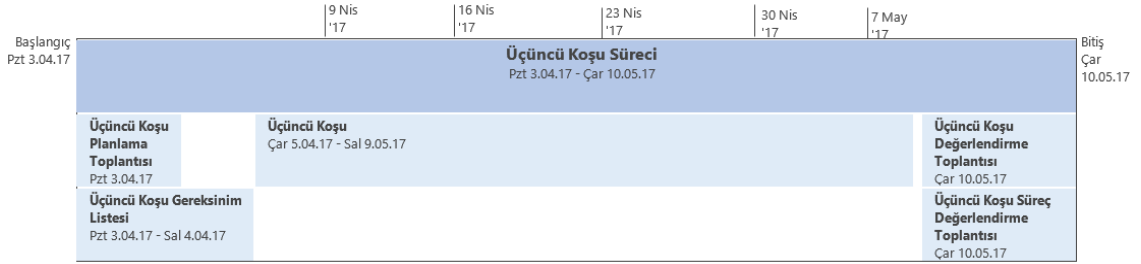 9 Nis
'17
16 Nis
'17
23 Nis
'17
30 Nis
'17
7 May
'17
Başlangıç
Pzt 3.04.17
Üçüncü Koşu Süreci
Pzt 3.04.17 - Çar 10.05.17
Bitiş
Çar
10.05.17
Üçüncü Koşu
Planlama
Toplantısı
Pzt 3.04.17
Üçüncü Koşu
Çar 5.04.17 - Sal 9.05.17
Üçüncü Koşu
Değerlendirme
Toplantısı
Çar 10.05.17
Üçüncü Koşu Gereksinim
Listesi
Pzt 3.04.17 - Sal 4.04.17
Üçüncü Koşu Süreç
Değerlendirme
Toplantısı
Çar 10.05.17